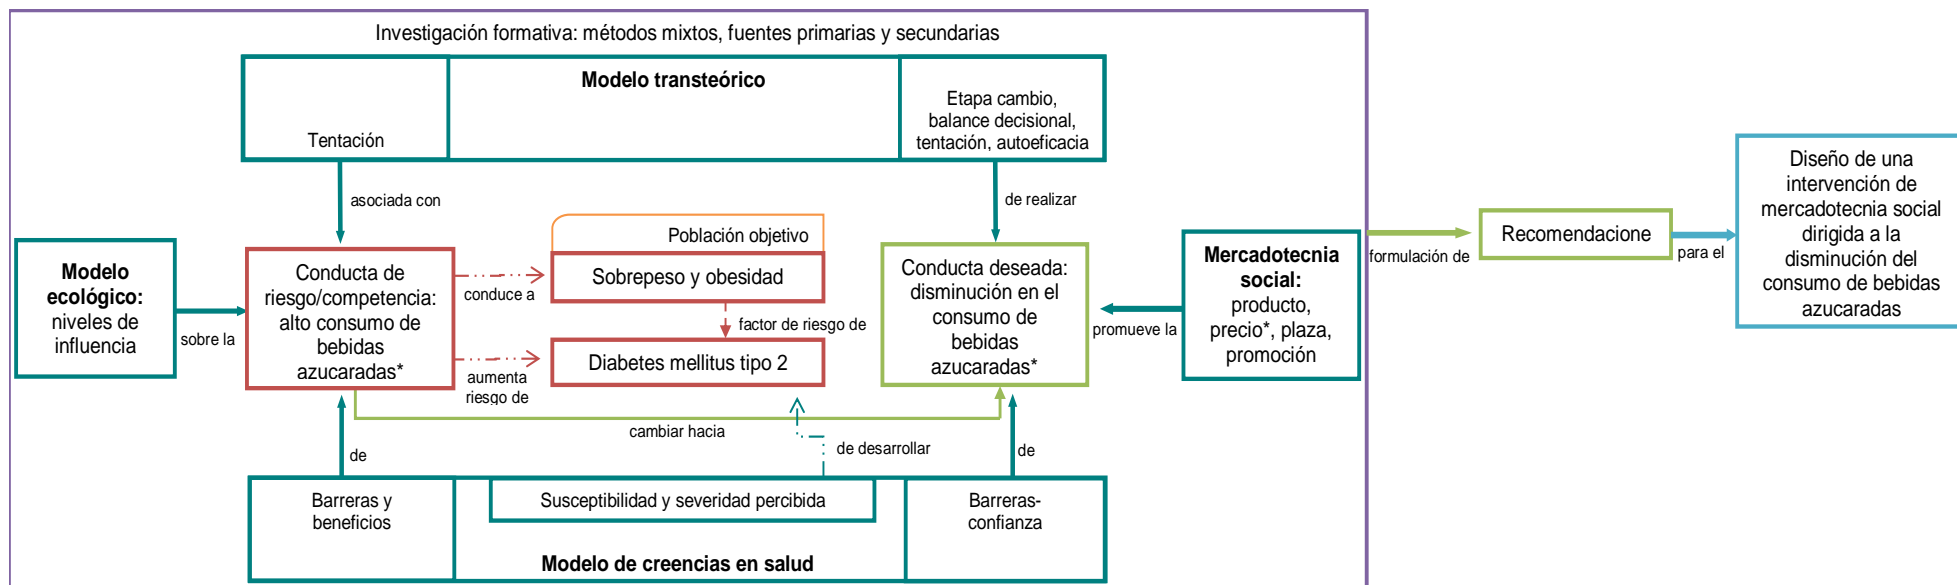 Investigación formativa: métodos mixtos, fuentes primarias y secundarias
Modelo transteórico
Tentación
Etapa cambio,
balance decisional,
tentación, autoeficacia
asociada con
de realizar
Modelo
ecológico:
niveles de
influencia
sobre la
Conducta de
riesgo/competencia:
alto consumo de
bebidas
azucaradas*
conduce a
aumenta
riesgo de
Población objetivo
Sobrepeso y obesidad
factor de riesgo de
Diabetes mellitus tipo 2
Conducta deseada:
disminución en el
consumo de
bebidas
azucaradas*
promueve la
Mercadotecnia
social:
producto,
precio*, plaza,
promoción
formulación de
Recomendacione
para el
Diseño de una
intervención de
mercadotecnia social
dirigida a la
disminución del
consumo de bebidas
azucaradas
cambiar hacia
de
de desarrollar
de
Barreras y
beneficios
Susceptibilidad y severidad percibida
Barreras-
confianza
Modelo de creencias en salud